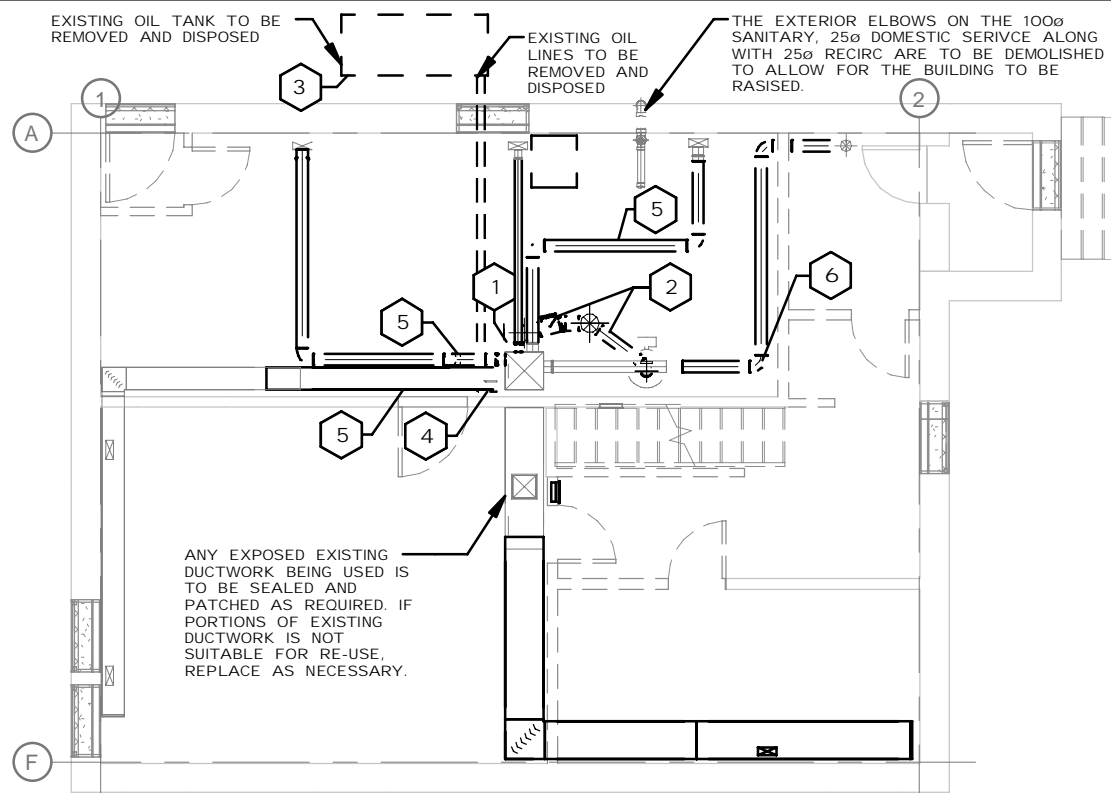 EXISTING OIL TANK TO BE
REMOVED AND DISPOSED
EXISTING OIL
LINES TO BE
REMOVED AND
DISPOSED
THE EXTERIOR ELBOWS ON THE 100ø
SANITARY, 25ø DOMESTIC SERIVCE ALONG
WITH 25ø RECIRC ARE TO BE DEMOLISHED
TO ALLOW FOR THE BUILDING TO BE
RASISED.
3
1
2
A
5
1
2
6
5
5
4
ANY EXPOSED EXISTING
DUCTWORK BEING USED IS
TO BE SEALED AND
PATCHED AS REQUIRED. IF
PORTIONS OF EXISTING
DUCTWORK IS NOT
SUITABLE FOR RE-USE,
REPLACE AS NECESSARY.
F